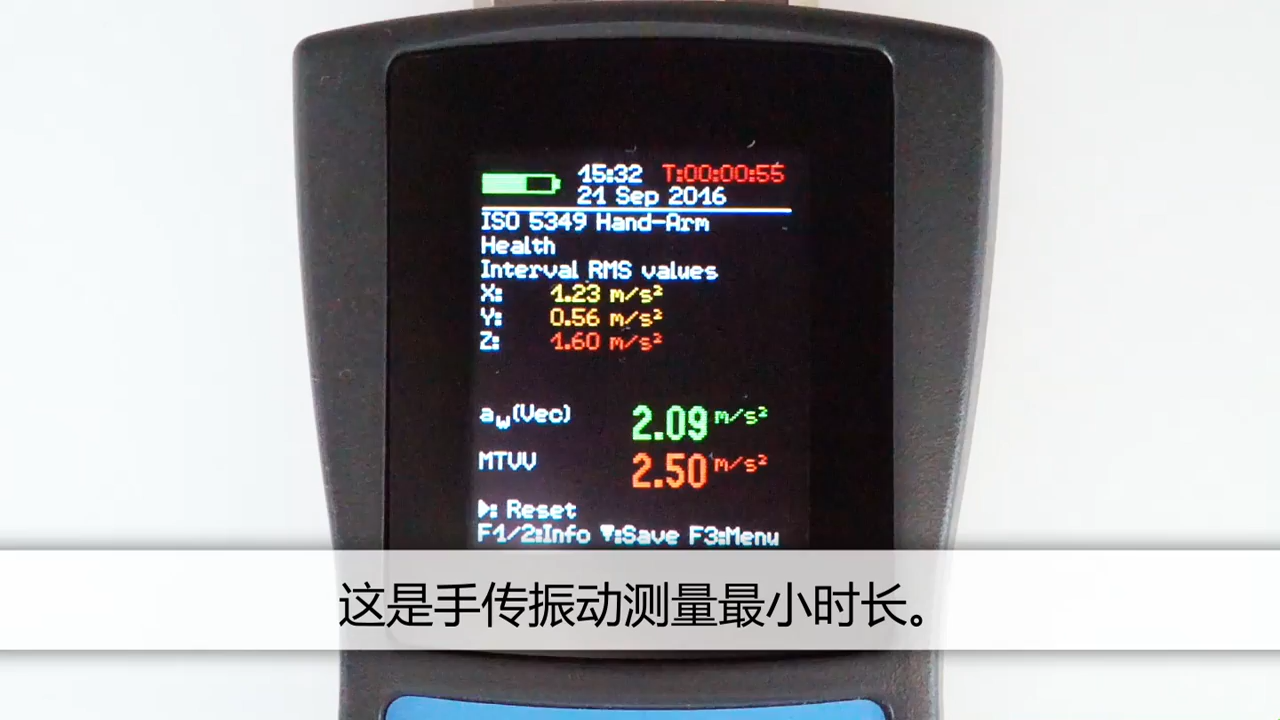 15:32 T:00:00:55
21 Sep 2016
ISO 5349 Hand-Arm
Health
Interval RMS values
X: 1.23 m/s²
Y: 0.56 m/s²
Z: 1.60 m/s²
aw(Vec) 2.09 m/s²
MTVV 2.50 m/s²
▶: Reset
F1/2:Info ▼:Save F3:Menu
这是手传振动测量最小时长。